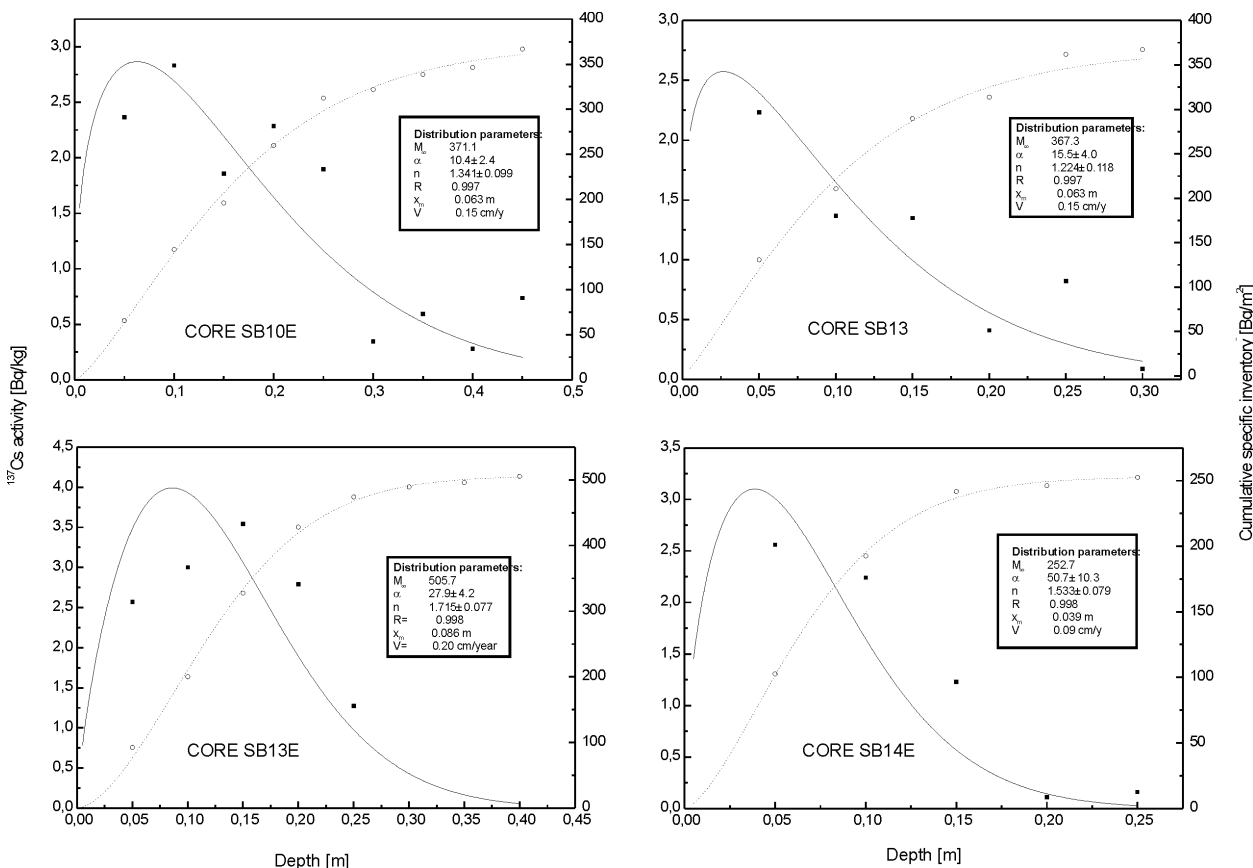 ¹³⁷Cs activity [Bq/kg]
Cumulative specific inventory [Bq/m²]
3,0
2,5
2,0
1,5
1,0
0,5
0,0
400
350
300
250
200
150
100
50
0
Distribution parameters:
M∞ 371.1
α 10.4±2.4
n 1.341±0.099
R 0.997
xm 0.063 m
V 0.15 cm/y
CORE SB10E
0,0 0,1 0,2 0,3 0,4 0,5
3,0
2,5
2,0
1,5
1,0
0,5
0,0
400
350
300
250
200
150
100
50
0
Distribution parameters:
M∞ 367.3
α 15.5±4.0
n 1.224±0.118
R 0.997
xm 0.063 m
V 0.15 cm/y
CORE SB13
0,00 0,05 0,10 0,15 0,20 0,25 0,30
4,5
4,0
3,5
3,0
2,5
2,0
1,5
1,0
0,5
0,0
500
400
300
200
100
0
Distribution parameters:
M∞ 505.7
α 27.9±4.2
n 1.715±0.077
R= 0.998
xm 0.086 m
V= 0.20 cm/year
CORE SB13E
0,00 0,05 0,10 0,15 0,20 0,25 0,30 0,35 0,40 0,45
Depth [m]
3,5
3,0
2,5
2,0
1,5
1,0
0,5
0,0
250
200
150
100
50
0
Distribution parameters:
M∞ 252.7
α 50.7±10.3
n 1.533±0.079
R 0.998
xm 0.039 m
V 0.09 cm/y
CORE SB14E
0,00 0,05 0,10 0,15 0,20 0,25
Depth [m]